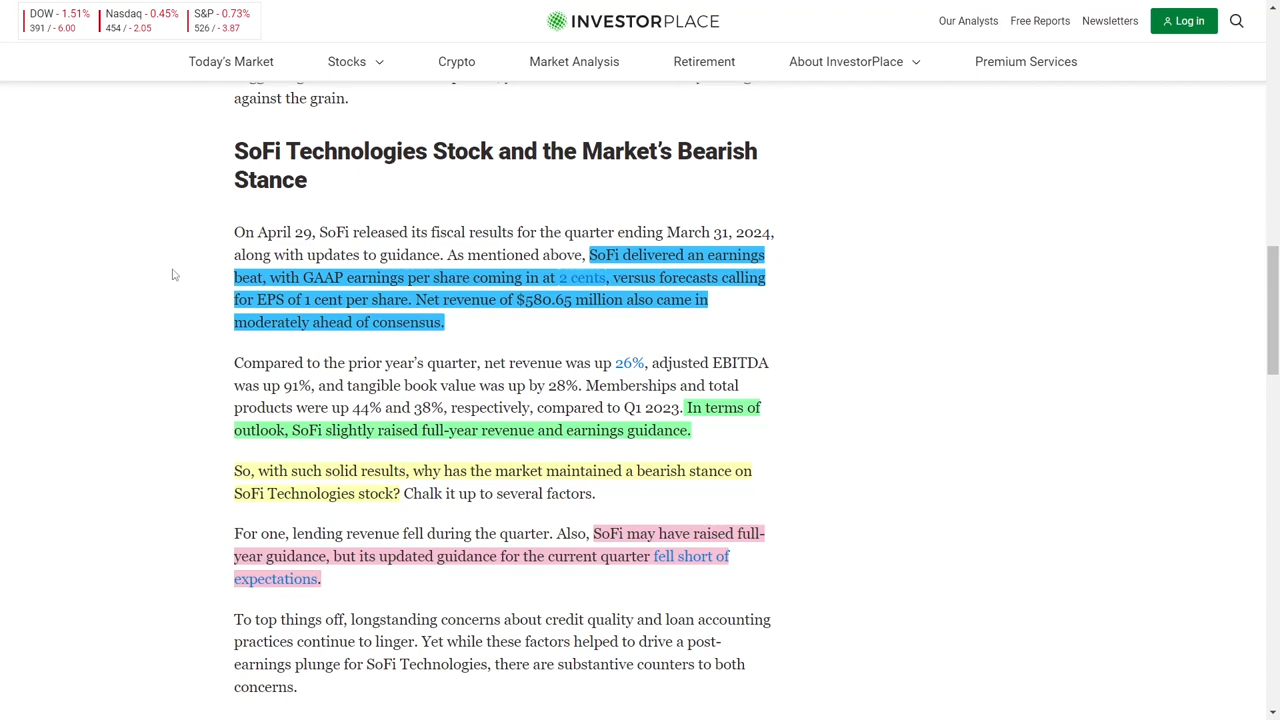 DOW - 1.51%
391 / - 6.00
Nasdaq - 0.45%
454 / - 2.05
S&P - 0.73%
526 / - 3.87
INVESTORPLACE
Our Analysts
Free Reports
Newsletters
Log in
Today's Market
Stocks
Crypto
Market Analysis
Retirement
About InvestorPlace
Premium Services
against the grain.
SoFi Technologies Stock and the Market’s Bearish
Stance
On April 29, SoFi released its fiscal results for the quarter ending March 31, 2024,
along with updates to guidance. As mentioned above, SoFi delivered an earnings
beat, with GAAP earnings per share coming in at 2 cents, versus forecasts calling
for EPS of 1 cent per share. Net revenue of $580.65 million also came in
moderately ahead of consensus.
Compared to the prior year’s quarter, net revenue was up 26%, adjusted EBITDA
was up 91%, and tangible book value was up by 28%. Memberships and total
products were up 44% and 38%, respectively, compared to Q1 2023. In terms of
outlook, SoFi slightly raised full-year revenue and earnings guidance.
So, with such solid results, why has the market maintained a bearish stance on
SoFi Technologies stock? Chalk it up to several factors.
For one, lending revenue fell during the quarter. Also, SoFi may have raised full-
year guidance, but its updated guidance for the current quarter fell short of
expectations.
To top things off, longstanding concerns about credit quality and loan accounting
practices continue to linger. Yet while these factors helped to drive a post-
earnings plunge for SoFi Technologies, there are substantive counters to both
concerns.